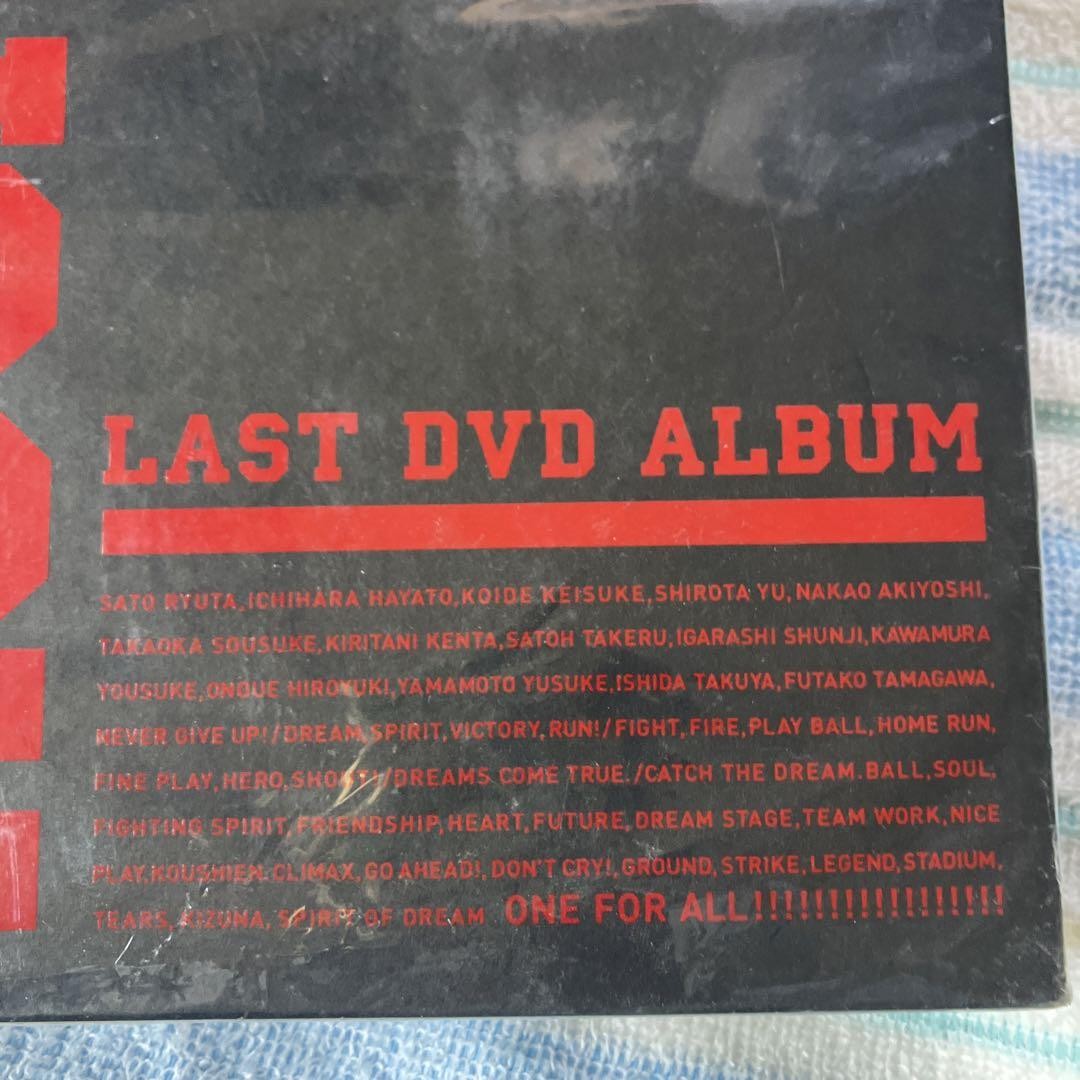 LAST DVD ALBUM
SATO RYUTA, ICHIHARA HAYATO, KOIDE KEISUKE, SHIROTA YU, NAKAO AKIYOSHI,
TAKAOKA SOUSUKE, KIRITANI KENTA, SATOH TAKERU, IGARASHI SHUNJI, KAWAMURA
YOUSUKE, ONOUE HIROYUKI, YAMAMOTO YUSUKE, ISHIDA TAKUYA, FUTAKO TAMAGAWA,
NEVER GIVE UP!/DREAM, SPIRIT, VICTORY, RUN!/FIGHT, FIRE, PLAY BALL, HOME RUN,
FINE PLAY, HERO, SHOOT!/DREAMS COME TRUE./CATCH THE DREAM. BALL, SOUL,
FIGHTING SPIRIT, FRIENDSHIP, HEART, FUTURE, DREAM STAGE, TEAM WORK, NICE
PLAY, KOUSHIEN. CLIMAX, GO AHEAD!, DON'T CRY!, GROUND, STRIKE, LEGEND, STADIUM,
TEARS, KIZUNA, SPIRIT OF DREAM ONE FOR ALL!!!!!!!!!!!!!!!!!